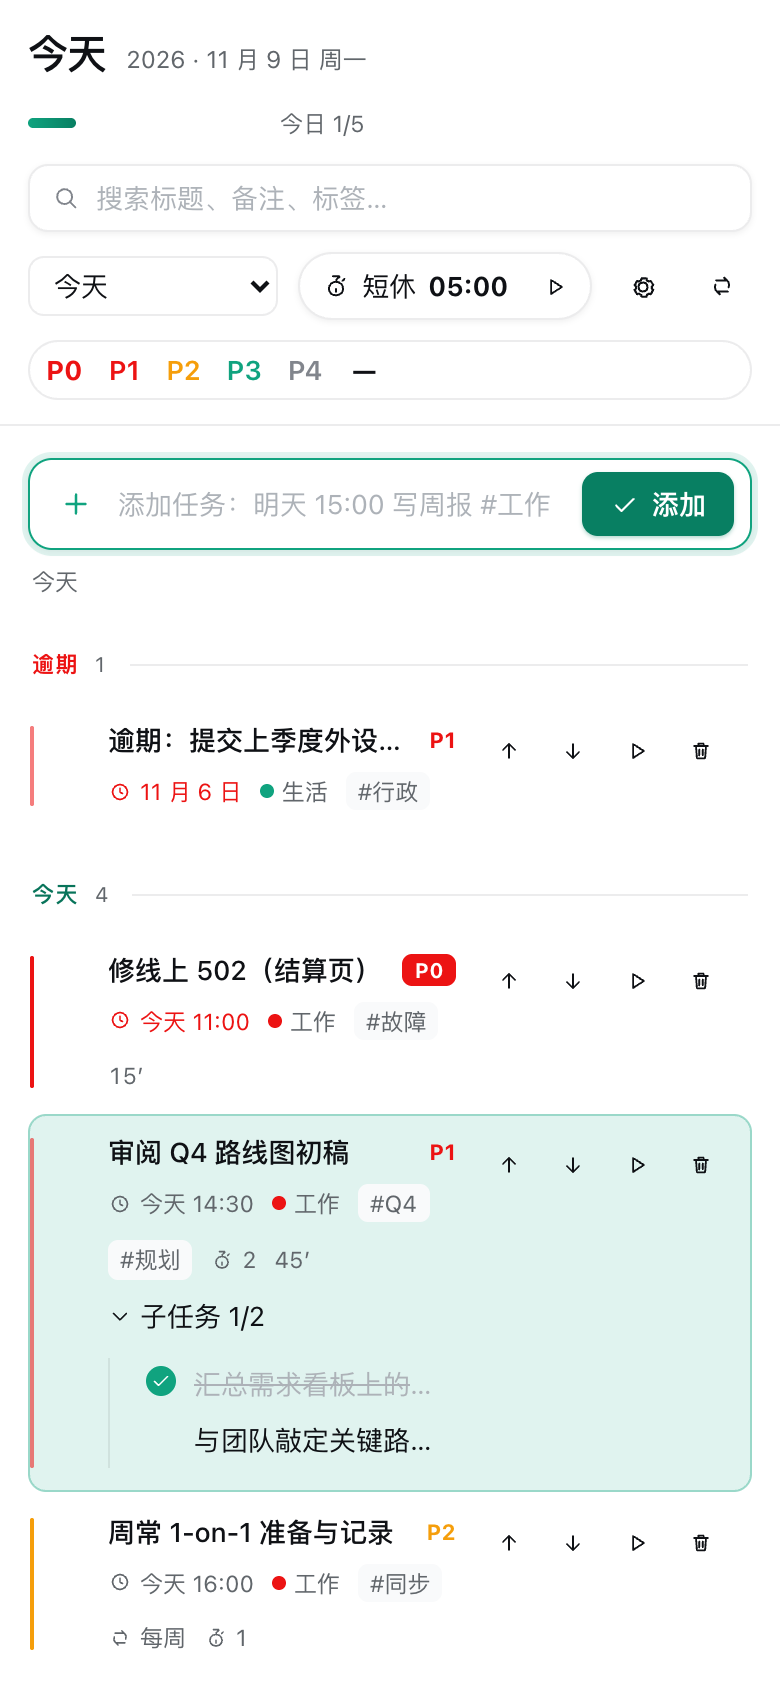 今天 2026 · 11 月 9 日 周一
今日 1/5
搜索标题、备注、标签...
今天 短休 05:00
P0 P1 P2 P3 P4 —
添加任务：明天 15:00 写周报 #工作 添加
今天
逾期 1
逾期：提交上季度外设... P1
11 月 6 日 生活 #行政
今天 4
修线上 502（结算页） P0
今天 11:00 工作 #故障
15′
审阅 Q4 路线图初稿 P1
今天 14:30 工作 #Q4
#规划 2 45′
子任务 1/2
汇总需求看板上的...
与团队敲定关键路...
周常 1-on-1 准备与记录 P2
今天 16:00 工作 #同步
每周 1